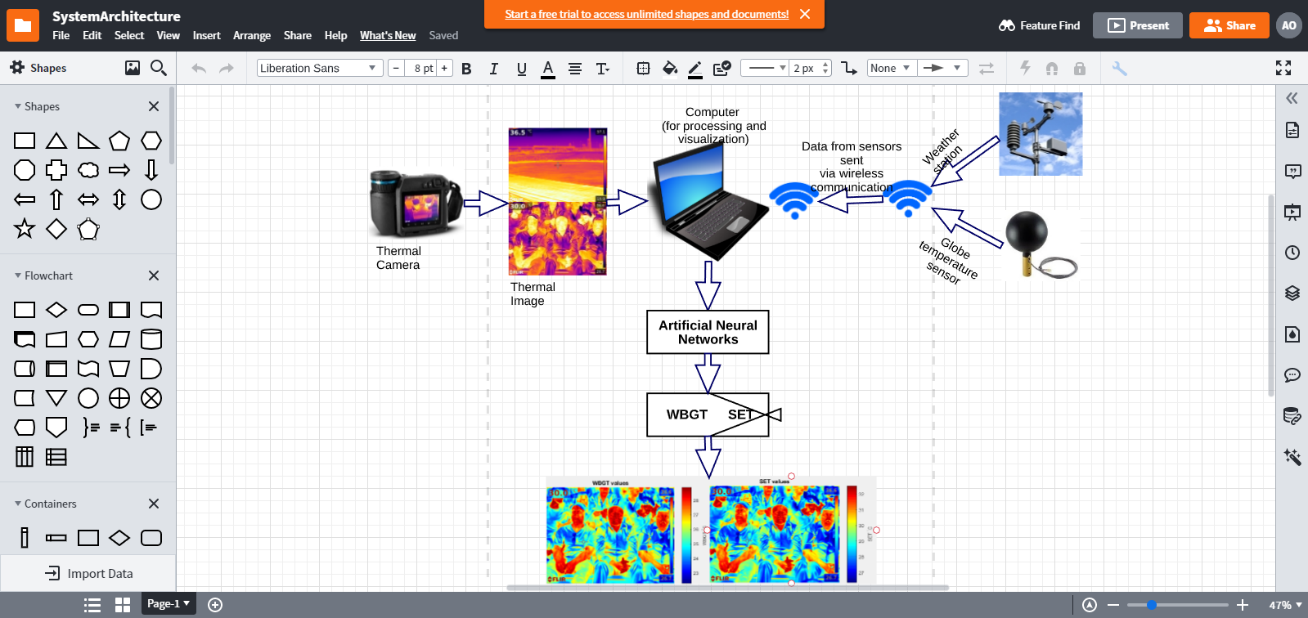 SystemArchitecture
Start a free trial to access unlimited shapes and documents!
File Edit Select View Insert Arrange Share Help What's New Saved
Feature Find
Present
Share
AO
Shapes
Liberation Sans
8 pt
2 px
None
Shapes
Flowchart
Containers
Import Data
Computer
(for processing and
visualization)
Data from sensors
sent
via wireless
communication
Weather
station
Globe
temperature
sensor
Thermal
Camera
36.5
Thermal
Image
Artificial Neural
Networks
WBGT SET
WBGT values
SET values
Page-1
47%